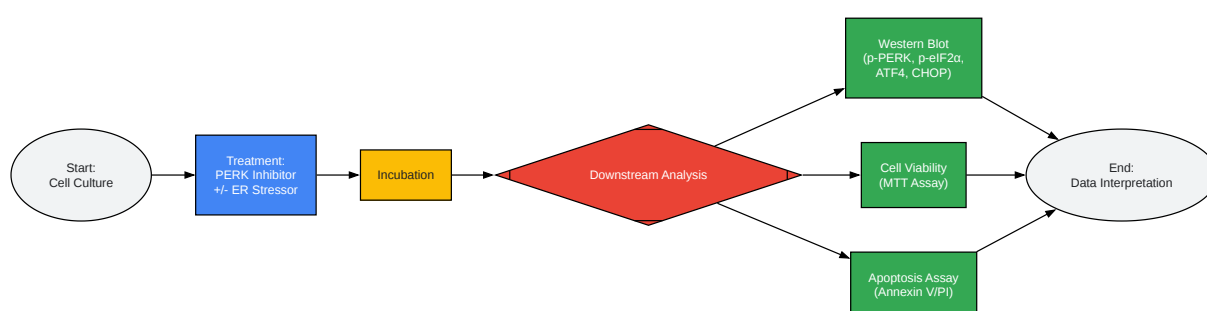 Start:
Cell Culture
Treatment:
PERK Inhibitor
+/- ER Stressor
Incubation
Downstream Analysis
Western Blot
(p-PERK, p-eIF2α,
ATF4, CHOP)
Cell Viability
(MTT Assay)
Apoptosis Assay
(Annexin V/PI)
End:
Data Interpretation